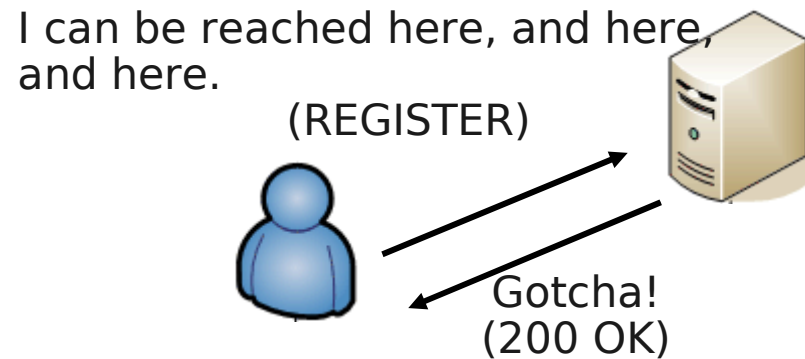 I can be reached here, and here,
and here.
(REGISTER)
Gotcha!
(200 OK)